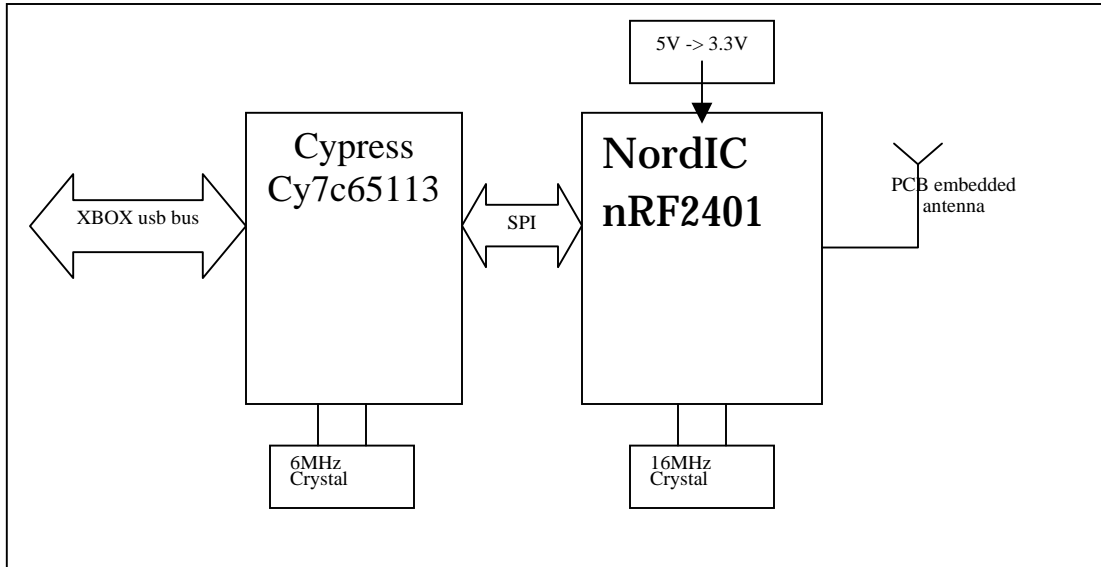 5V -> 3.3V
Cypress
Cy7c65113
NordIC
nRF2401
XBOX usb bus
SPI
PCB embedded
antenna
6MHz
Crystal
16MHz
Crystal